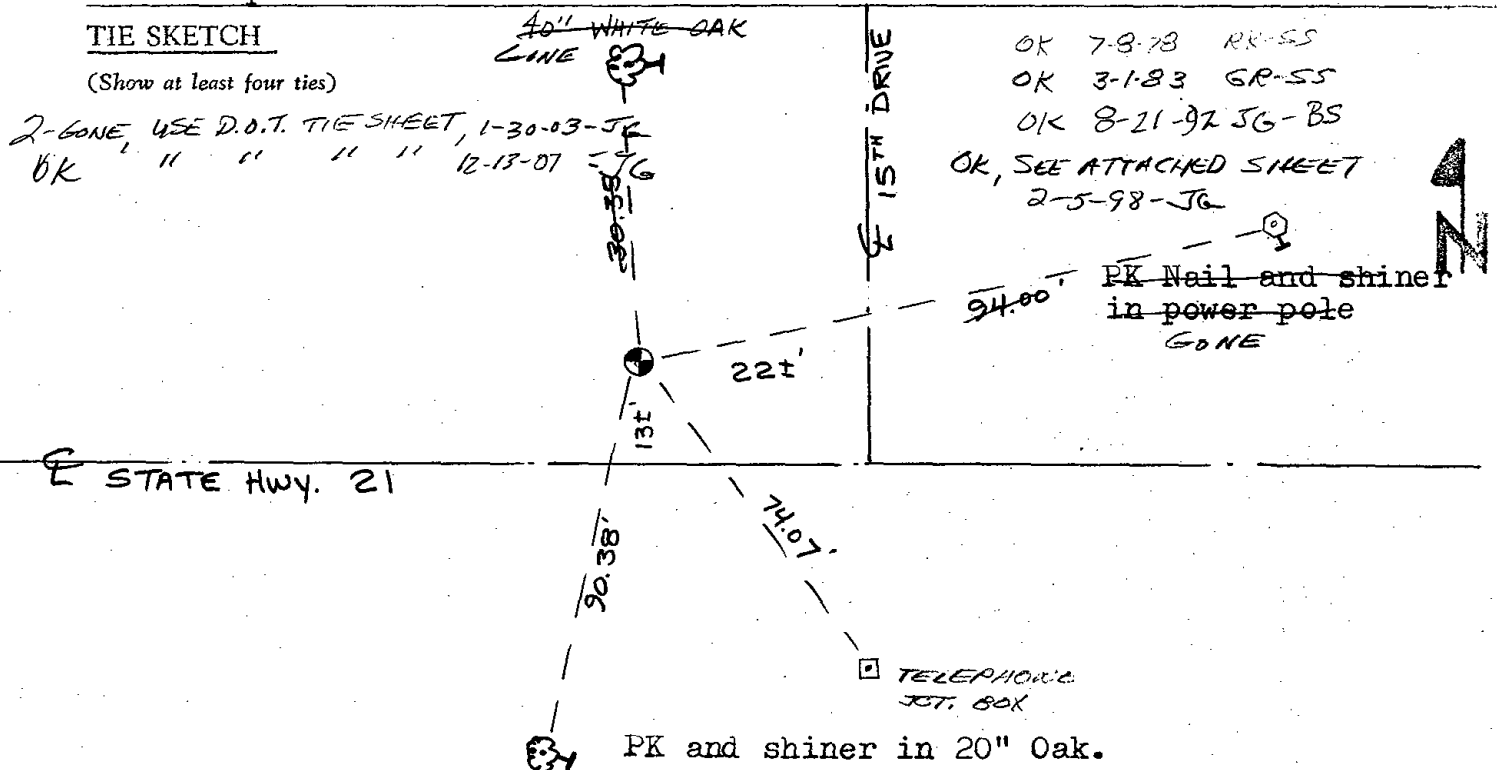 TIE SKETCH
(Show at least four ties)
40" WHITE OAK
GONE
2-GONE, USE D.O.T. TIE SHEET, 1-30-03-JG
OK " " " " " 12-13-07 -JG
30.38'
℄ 15TH DRIVE
OK 7-8-78 RK-SS
OK 3-1-83 GR-SS
OK 8-21-92 JG-BS
OK, SEE ATTACHED SHEET
2-5-98-JG
N
94.00'
PK Nail and shiner
in power pole
GONE
22±'
13±'
℄ STATE HWY. 21
90.38'
74.07'
TELEPHONE
JCT. BOX
PK and shiner in 20" Oak.